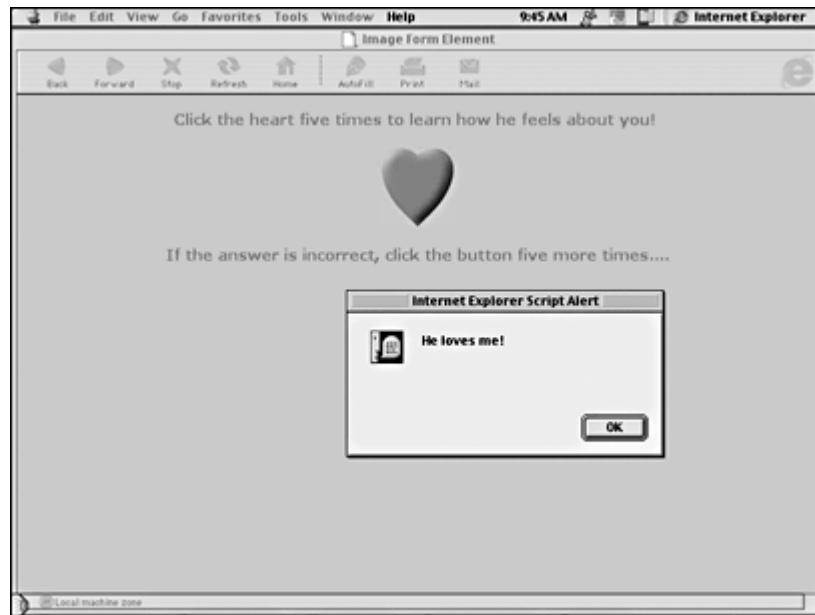 File Edit View Go Favorites Tools Window Help 9:45 AM Internet Explorer
Image Form Element
Back Forward Stop Refresh Home AutoFill Print Mail
Click the heart five times to learn how he feels about you!
If the answer is incorrect, click the button five more times....
Internet Explorer Script Alert
He loves me!
OK
Local machine zone